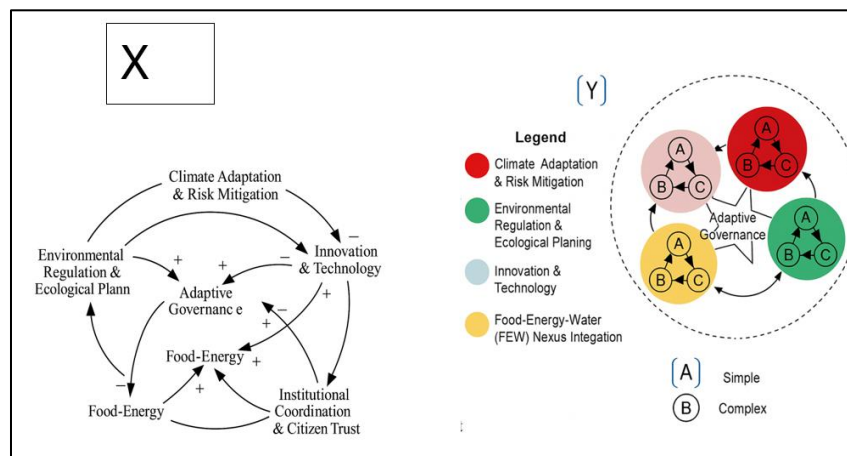 X
Climate Adaptation
& Risk Mitigation
Environmental
Regulation &
Ecological Plann
+
+
–
–
Innovation
& Technology
Adaptive
Governanc e
+
–
+
Food-Energy
+
–
+
Food-Energy
Institutional
Coordination
& Citizen Trust
[Y]
Legend
Climate Adaptation
& Risk Mitigation
Environmental
Regulation &
Ecological Planing
Innovation &
Technology
Food-Energy-Water
(FEW) Nexus Integation
A
B
C
A
B
C
Adaptive
Governance
A
B
C
A
B
C
[A]
Simple
B
Complex
: